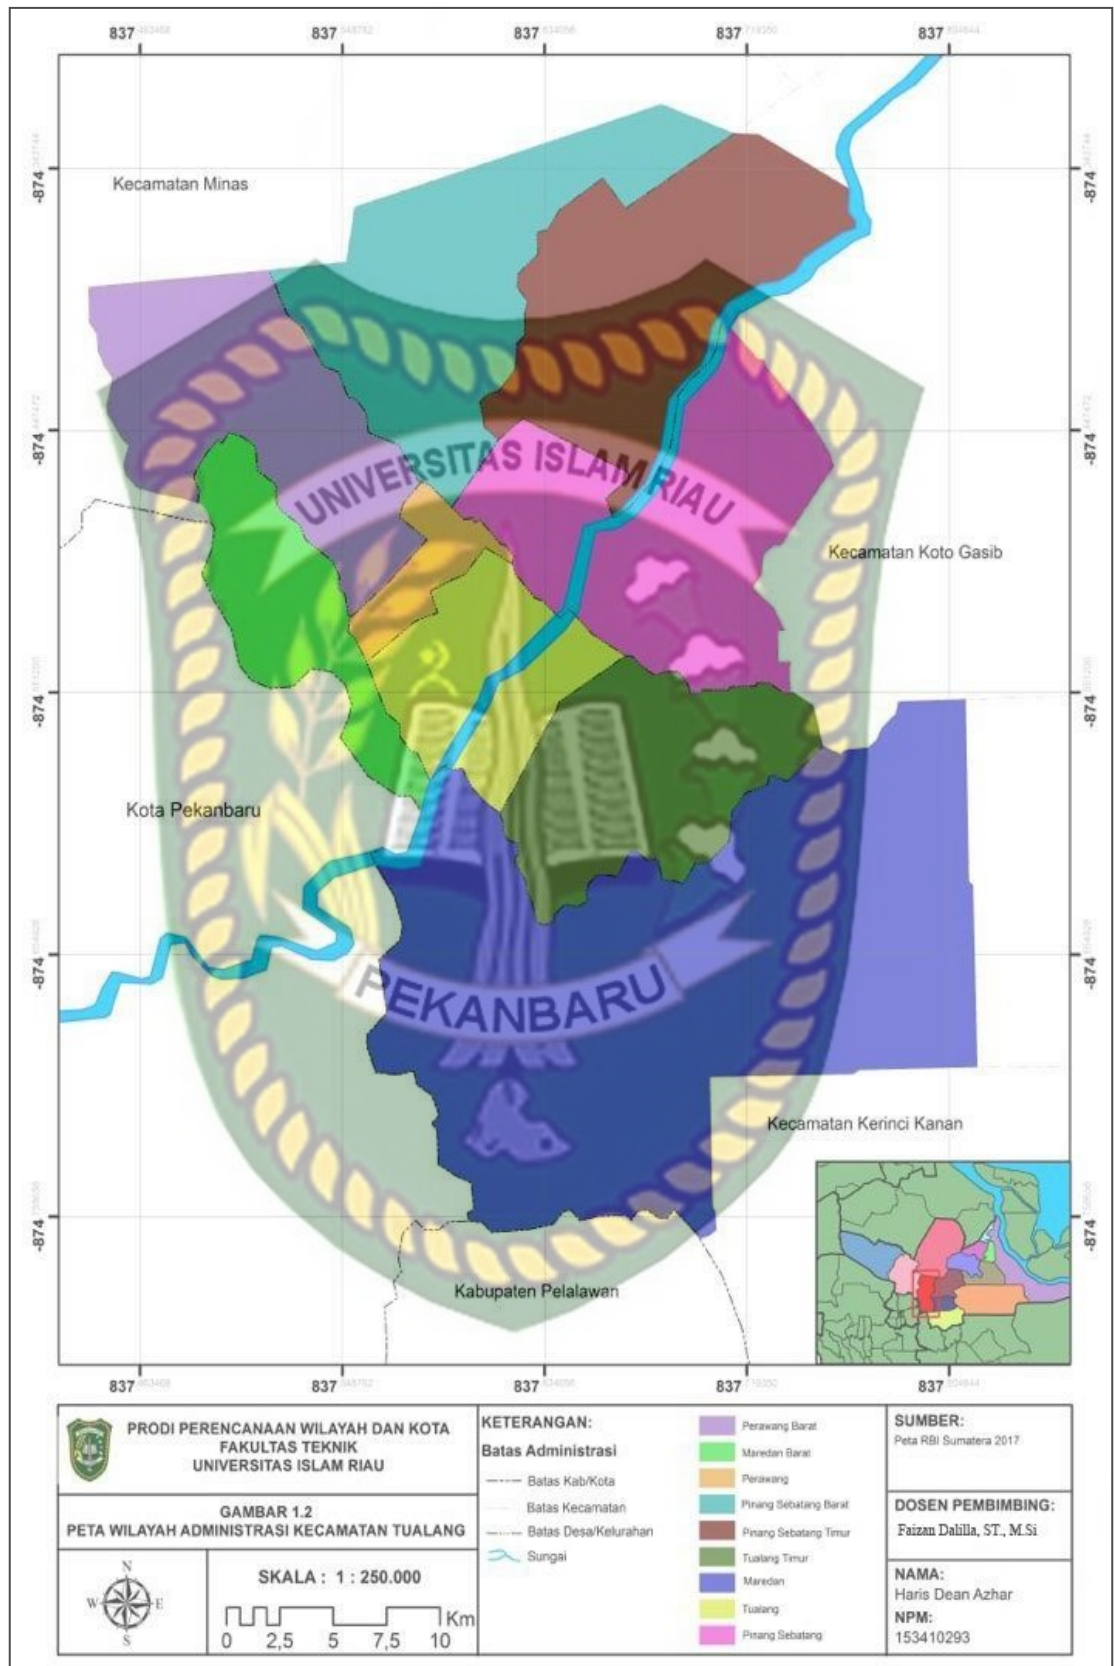 837 837 837 837 837
Kecamatan Minas
-874 -874
UNIVERSITAS ISLAM RIAU
-874 -874
Kecamatan Koto Gasib
-874 -874
Kota Pekanbaru
-874 -874
PEKANBARU
Kecamatan Kerinci Kanan
-874 -874
Kabupaten Pelalawan
837 837 837 837 837
PRODI PERENCANAAN WILAYAH DAN KOTA
FAKULTAS TEKNIK
UNIVERSITAS ISLAM RIAU
GAMBAR 1.2
PETA WILAYAH ADMINISTRASI KECAMATAN TUALANG
N
W E
S
SKALA : 1 : 250.000
Km
0 2,5 5 7,5 10
KETERANGAN:
Batas Administrasi
Batas Kab/Kota
Batas Kecamatan
Batas Desa/Kelurahan
Sungai
Perawang Barat
Maredan Barat
Perawang
Pinang Sebatang Barat
Pinang Sebatang Timur
Tualang Timur
Maredan
Tualang
Pinang Sebatang
SUMBER:
Peta RBI Sumatera 2017
DOSEN PEMBIMBING:
Faizan Dalilla, ST., M.Si
NAMA:
Haris Dean Azhar
NPM:
153410293